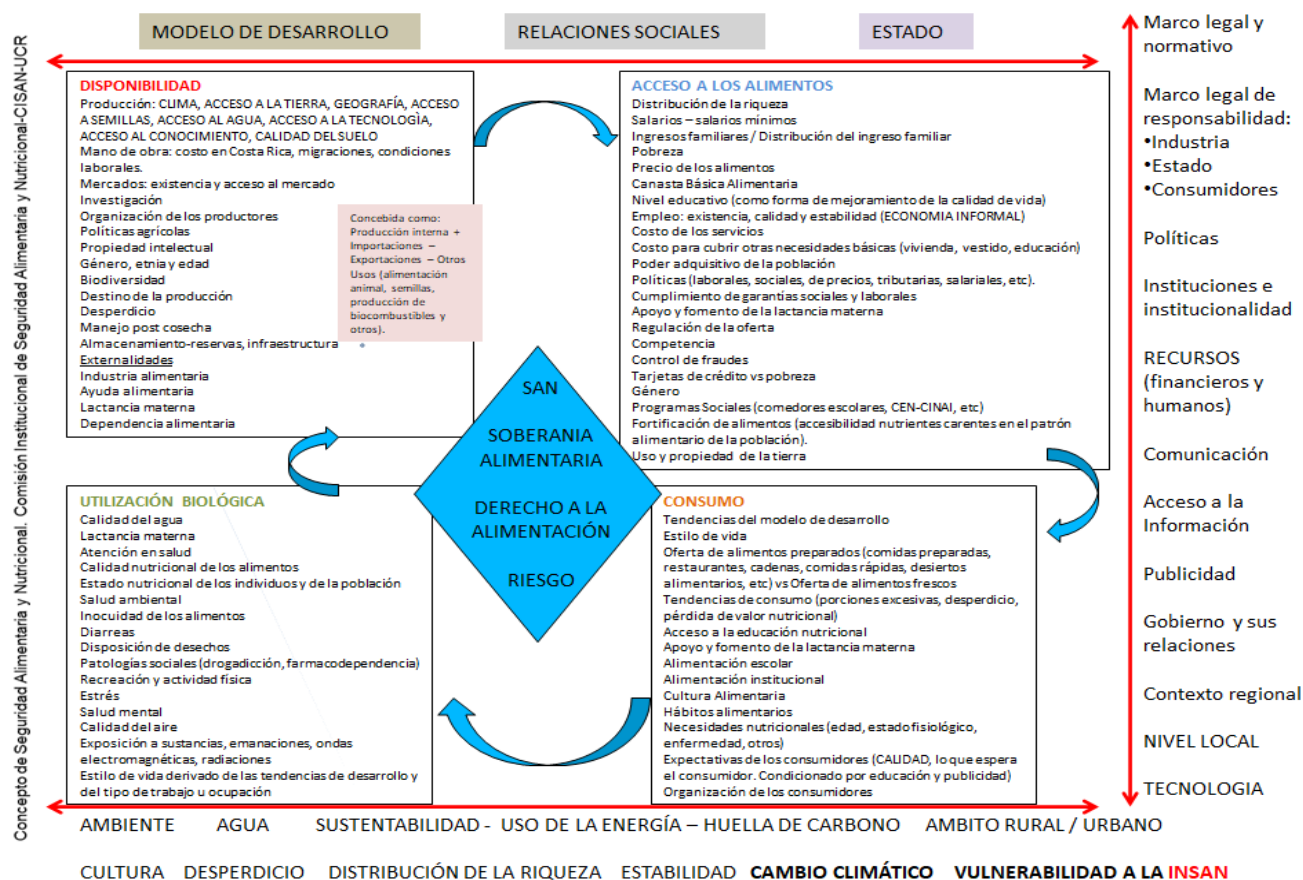 Concepto de Seguridad Alimentaria y Nutricional. Comisión Institucional de Seguridad Alimentaria y Nutricional-CISAN-UCR
MODELO DE DESARROLLO
RELACIONES SOCIALES
ESTADO
DISPONIBILIDAD
Producción: CLIMA, ACCESO A LA TIERRA, GEOGRAFÍA, ACCESO
A SEMILLAS, ACCESO AL AGUA, ACCESO A LA TECNOLOGÌA,
ACCESO AL CONOCIMIENTO, CALIDAD DEL SUELO
Mano de obra: costo en Costa Rica, migraciones, condiciones
laborales.
Mercados: existencia y acceso al mercado
Investigación
Organización de los productores
Políticas agrícolas
Propiedad intelectual
Género, etnia y edad
Biodiversidad
Destino de la producción
Desperdicio
Manejo post cosecha
Almacenamiento-reservas, infraestructura
Externalidades
Industria alimentaria
Ayuda alimentaria
Lactancia materna
Dependencia alimentaria
Concebida como:
Producción interna +
Importaciones –
Exportaciones – Otros
Usos (alimentación
animal, semillas,
producción de
biocombustibles y
otros).
ACCESO A LOS ALIMENTOS
Distribución de la riqueza
Salarios – salarios mínimos
Ingresos familiares / Distribución del ingreso familiar
Pobreza
Precio de los alimentos
Canasta Básica Alimentaria
Nivel educativo (como forma de mejoramiento de la calidad de vida)
Empleo: existencia, calidad y estabilidad (ECONOMIA INFORMAL)
Costo de los servicios
Costo para cubrir otras necesidades básicas (vivienda, vestido, educación)
Poder adquisitivo de la población
Políticas (laborales, sociales, de precios, tributarias, salariales, etc).
Cumplimiento de garantías sociales y laborales
Apoyo y fomento de la lactancia materna
Regulación de la oferta
Competencia
Control de fraudes
Tarjetas de crédito vs pobreza
Género
Programas Sociales (comedores escolares, CEN-CINAI, etc)
Fortificación de alimentos (accesibilidad nutrientes carentes en el patrón
alimentario de la población).
Uso y propiedad de la tierra
SAN
SOBERANIA
ALIMENTARIA
DERECHO A LA
ALIMENTACIÓN
RIESGO
UTILIZACIÓN BIOLÓGICA
Calidad del agua
Lactancia materna
Atención en salud
Calidad nutricional de los alimentos
Estado nutricional de los individuos y de la población
Salud ambiental
Inocuidad de los alimentos
Diarreas
Disposición de desechos
Patologías sociales (drogadicción, farmacodependencia)
Recreación y actividad física
Estrés
Salud mental
Calidad del aire
Exposición a sustancias, emanaciones, ondas
electromagnéticas, radiaciones
Estilo de vida derivado de las tendencias de desarrollo y
del tipo de trabajo u ocupación
CONSUMO
Tendencias del modelo de desarrollo
Estilo de vida
Oferta de alimentos preparados (comidas preparadas,
restaurantes, cadenas, comidas rápidas, desiertos
alimentarios, etc) vs Oferta de alimentos frescos
Tendencias de consumo (porciones excesivas, desperdicio,
pérdida de valor nutricional)
Acceso a la educación nutricional
Apoyo y fomento de la lactancia materna
Alimentación escolar
Alimentación institucional
Cultura Alimentaria
Hábitos alimentarios
Necesidades nutricionales (edad, estado fisiológico,
enfermedad, otros)
Expectativas de los consumidores (CALIDAD, lo que espera
el consumidor. Condicionado por educación y publicidad)
Organización de los consumidores
Marco legal y
normativo
Marco legal de
responsabilidad:
•Industria
•Estado
•Consumidores
Políticas
Instituciones e
institucionalidad
RECURSOS
(financieros y
humanos)
Comunicación
Acceso a la
Información
Publicidad
Gobierno y sus
relaciones
Contexto regional
NIVEL LOCAL
TECNOLOGIA
AMBIENTE AGUA SUSTENTABILIDAD - USO DE LA ENERGÍA – HUELLA DE CARBONO AMBITO RURAL / URBANO
CULTURA DESPERDICIO DISTRIBUCIÓN DE LA RIQUEZA ESTABILIDAD CAMBIO CLIMÁTICO VULNERABILIDAD A LA INSAN